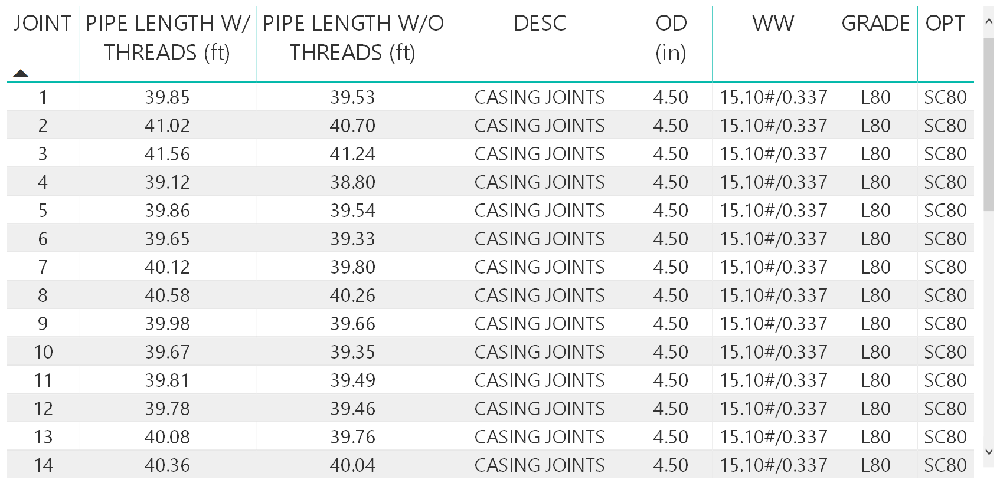 JOINT PIPE LENGTH W/ THREADS (ft) PIPE LENGTH W/O THREADS (ft) DESC OD (in) WW GRADE OPT
1 39.85 39.53 CASING JOINTS 4.50 15.10#/0.337 L80 SC80
2 41.02 40.70 CASING JOINTS 4.50 15.10#/0.337 L80 SC80
3 41.56 41.24 CASING JOINTS 4.50 15.10#/0.337 L80 SC80
4 39.12 38.80 CASING JOINTS 4.50 15.10#/0.337 L80 SC80
5 39.86 39.54 CASING JOINTS 4.50 15.10#/0.337 L80 SC80
6 39.65 39.33 CASING JOINTS 4.50 15.10#/0.337 L80 SC80
7 40.12 39.80 CASING JOINTS 4.50 15.10#/0.337 L80 SC80
8 40.58 40.26 CASING JOINTS 4.50 15.10#/0.337 L80 SC80
9 39.98 39.66 CASING JOINTS 4.50 15.10#/0.337 L80 SC80
10 39.67 39.35 CASING JOINTS 4.50 15.10#/0.337 L80 SC80
11 39.81 39.49 CASING JOINTS 4.50 15.10#/0.337 L80 SC80
12 39.78 39.46 CASING JOINTS 4.50 15.10#/0.337 L80 SC80
13 40.08 39.76 CASING JOINTS 4.50 15.10#/0.337 L80 SC80
14 40.36 40.04 CASING JOINTS 4.50 15.10#/0.337 L80 SC80